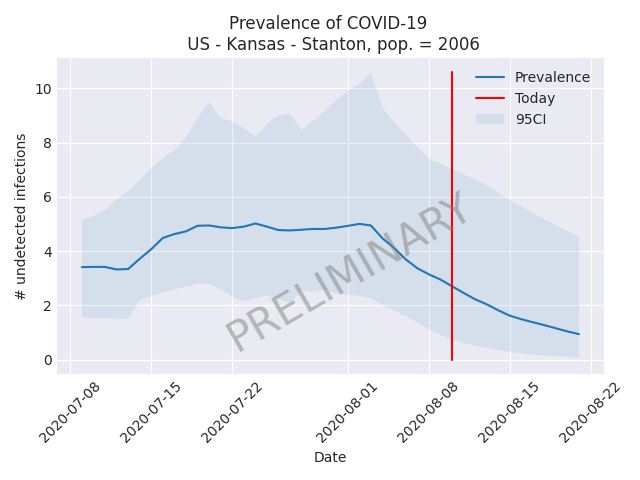 Prevalence of COVID-19
US - Kansas - Stanton, pop. = 2006
Prevalence
Today
95CI
# undetected infections
10
8
6
4
2
0
PRELIMINARY
2020-07-08
2020-07-15
2020-07-22
2020-08-01
2020-08-08
2020-08-15
2020-08-22
Date